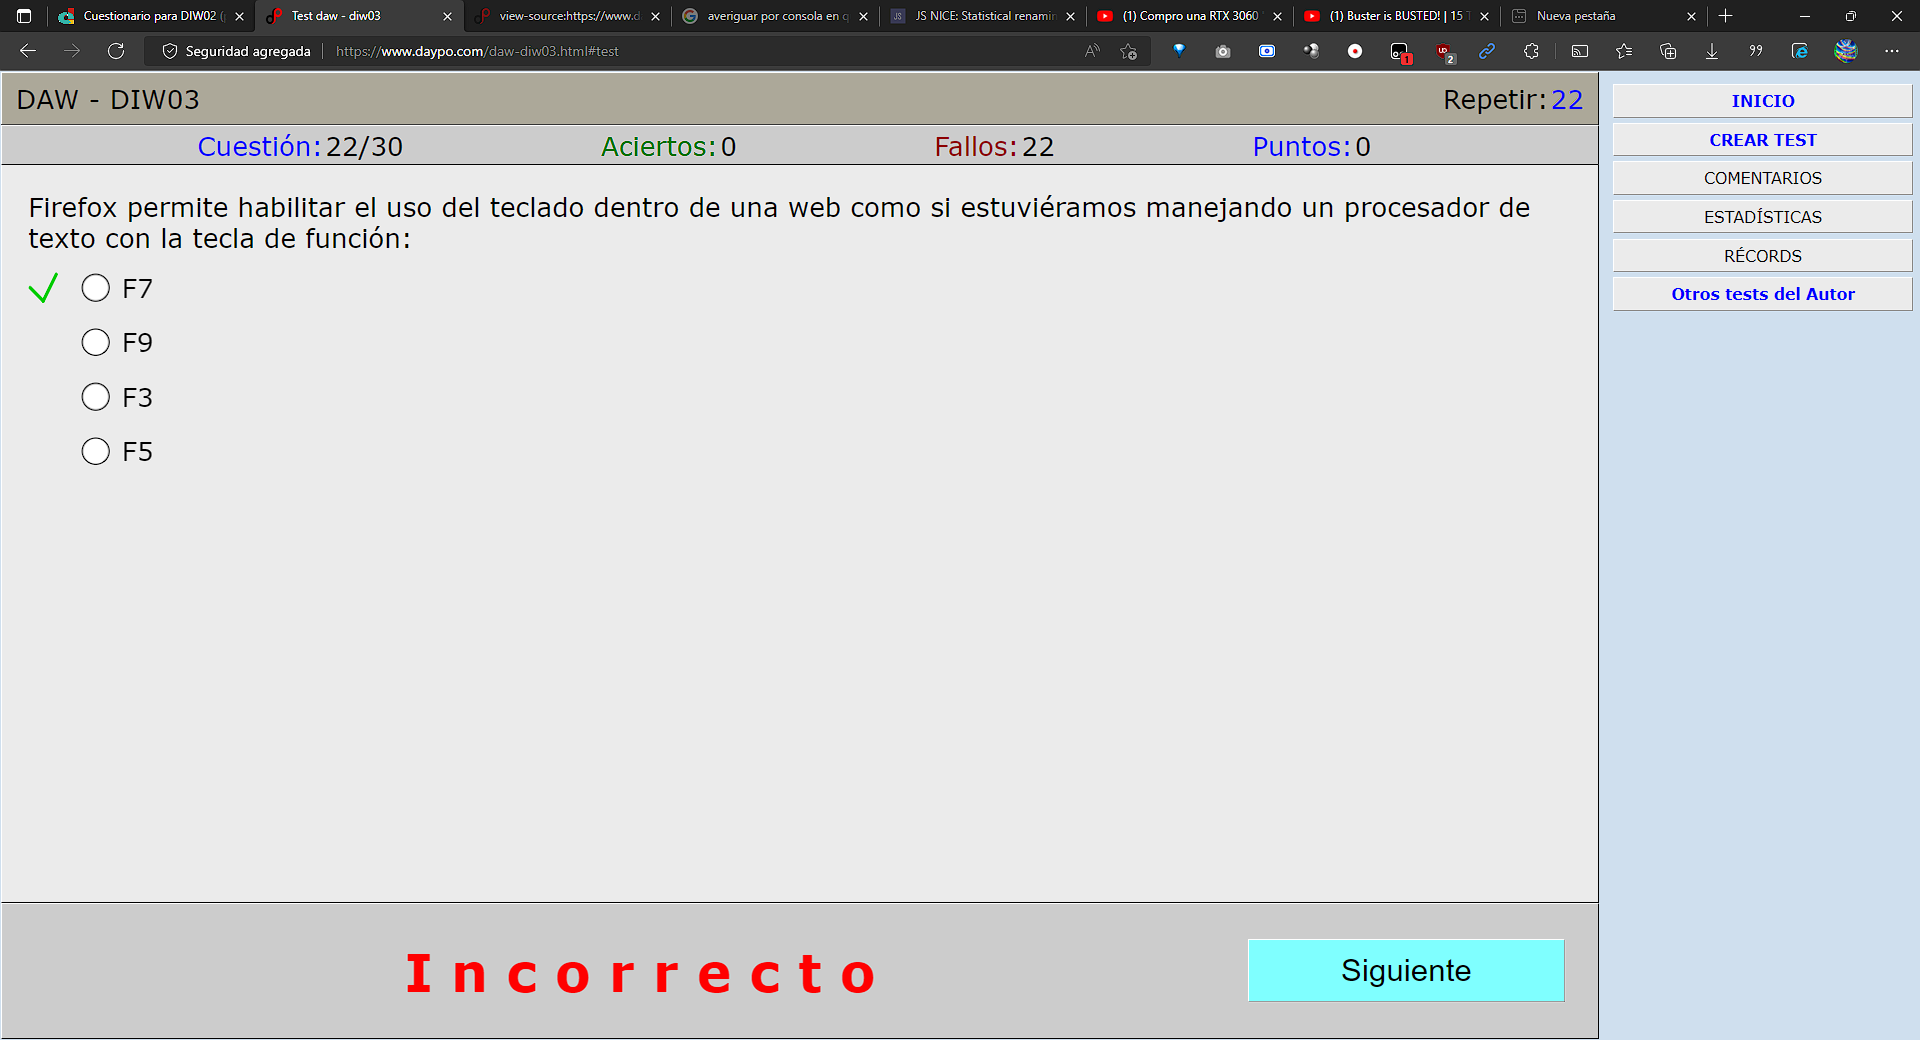 Cuestionario para DIW02 (
Test daw - diw03
view-source:https://www.d
averiguar por consola en q
JS NICE: Statistical renamin
(1) Compro una RTX 3060
(1) Buster is BUSTED! | 15
Nueva pestaña
Seguridad agregada
https://www.daypo.com/daw-diw03.html#test
1
2
DAW - DIW03
Repetir: 22
Cuestión: 22/30
Aciertos: 0
Fallos: 22
Puntos: 0
Firefox permite habilitar el uso del teclado dentro de una web como si estuviéramos manejando un procesador de
texto con la tecla de función:
F7
F9
F3
F5
Incorrecto
Siguiente
INICIO
CREAR TEST
COMENTARIOS
ESTADÍSTICAS
RÉCORDS
Otros tests del Autor